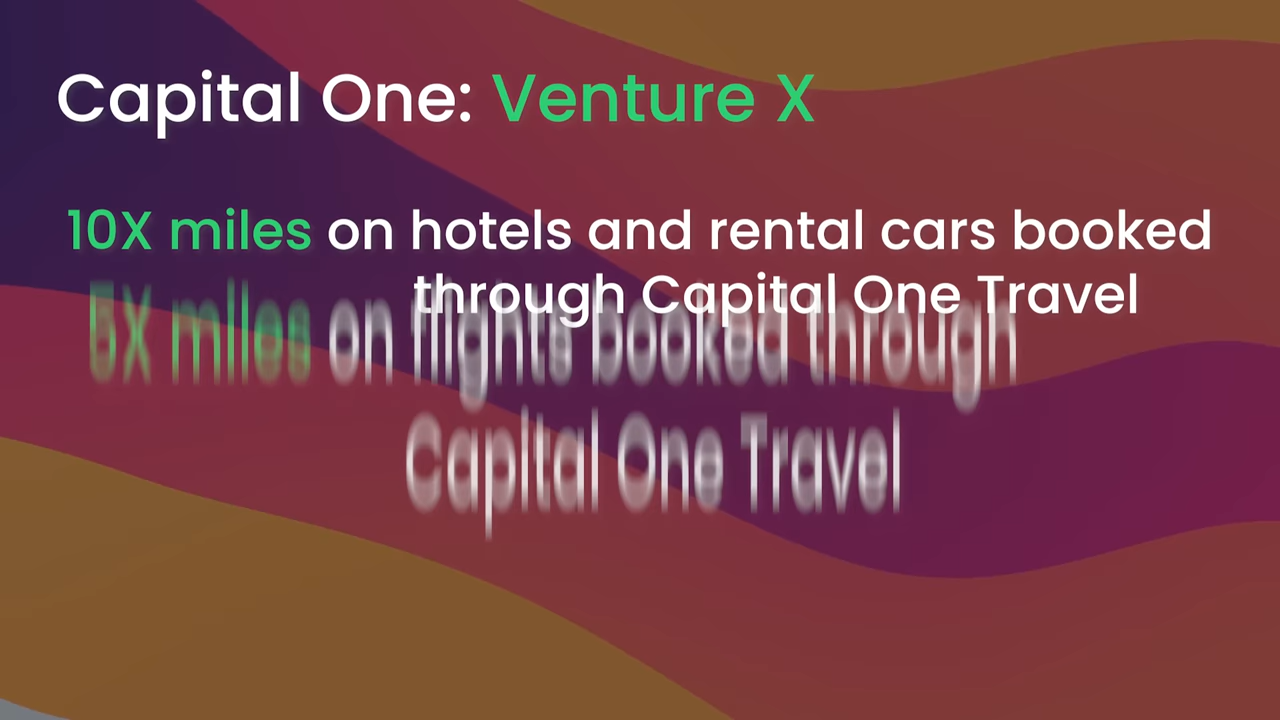 Capital One: Venture X
10X miles on hotels and rental cars booked
through Capital One Travel
5X miles on flights booked through
Capital One Travel